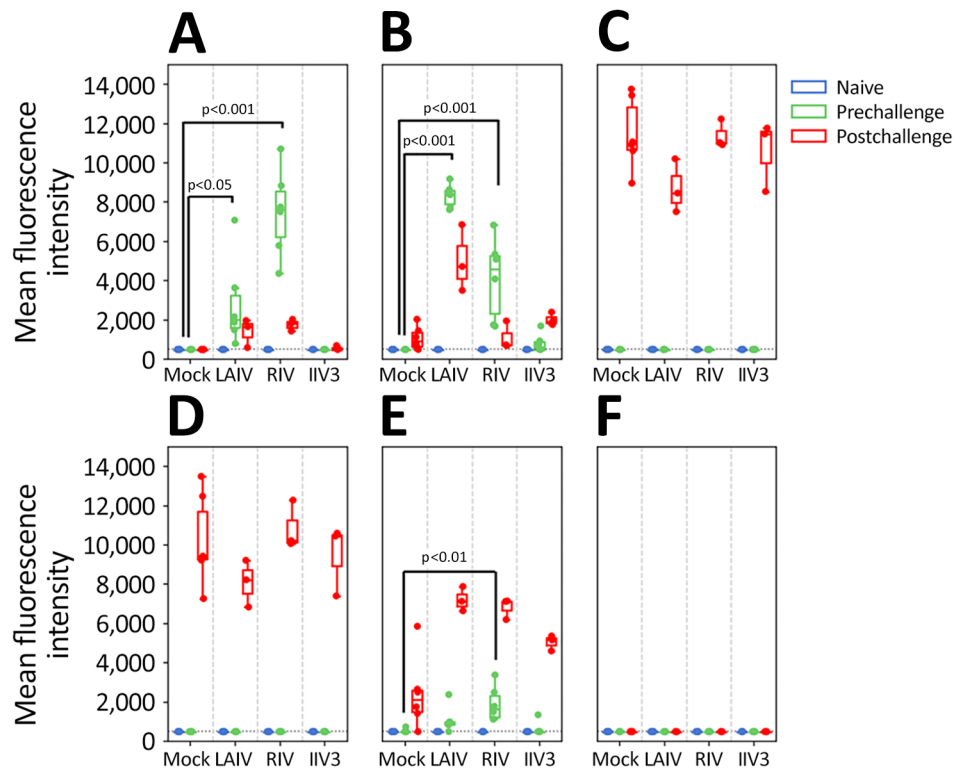 A B C
Mean fluorescence
intensity
14,000
12,000
10,000
8,000
6,000
4,000
2,000
0
p<0.001
p<0.05
p<0.001
p<0.001
Naive
Prechallenge
Postchallenge
Mock LAIV RIV IIV3
Mock LAIV RIV IIV3
Mock LAIV RIV IIV3
D E F
Mean fluorescence
intensity
14,000
12,000
10,000
8,000
6,000
4,000
2,000
0
p<0.01
Mock LAIV RIV IIV3
Mock LAIV RIV IIV3
Mock LAIV RIV IIV3